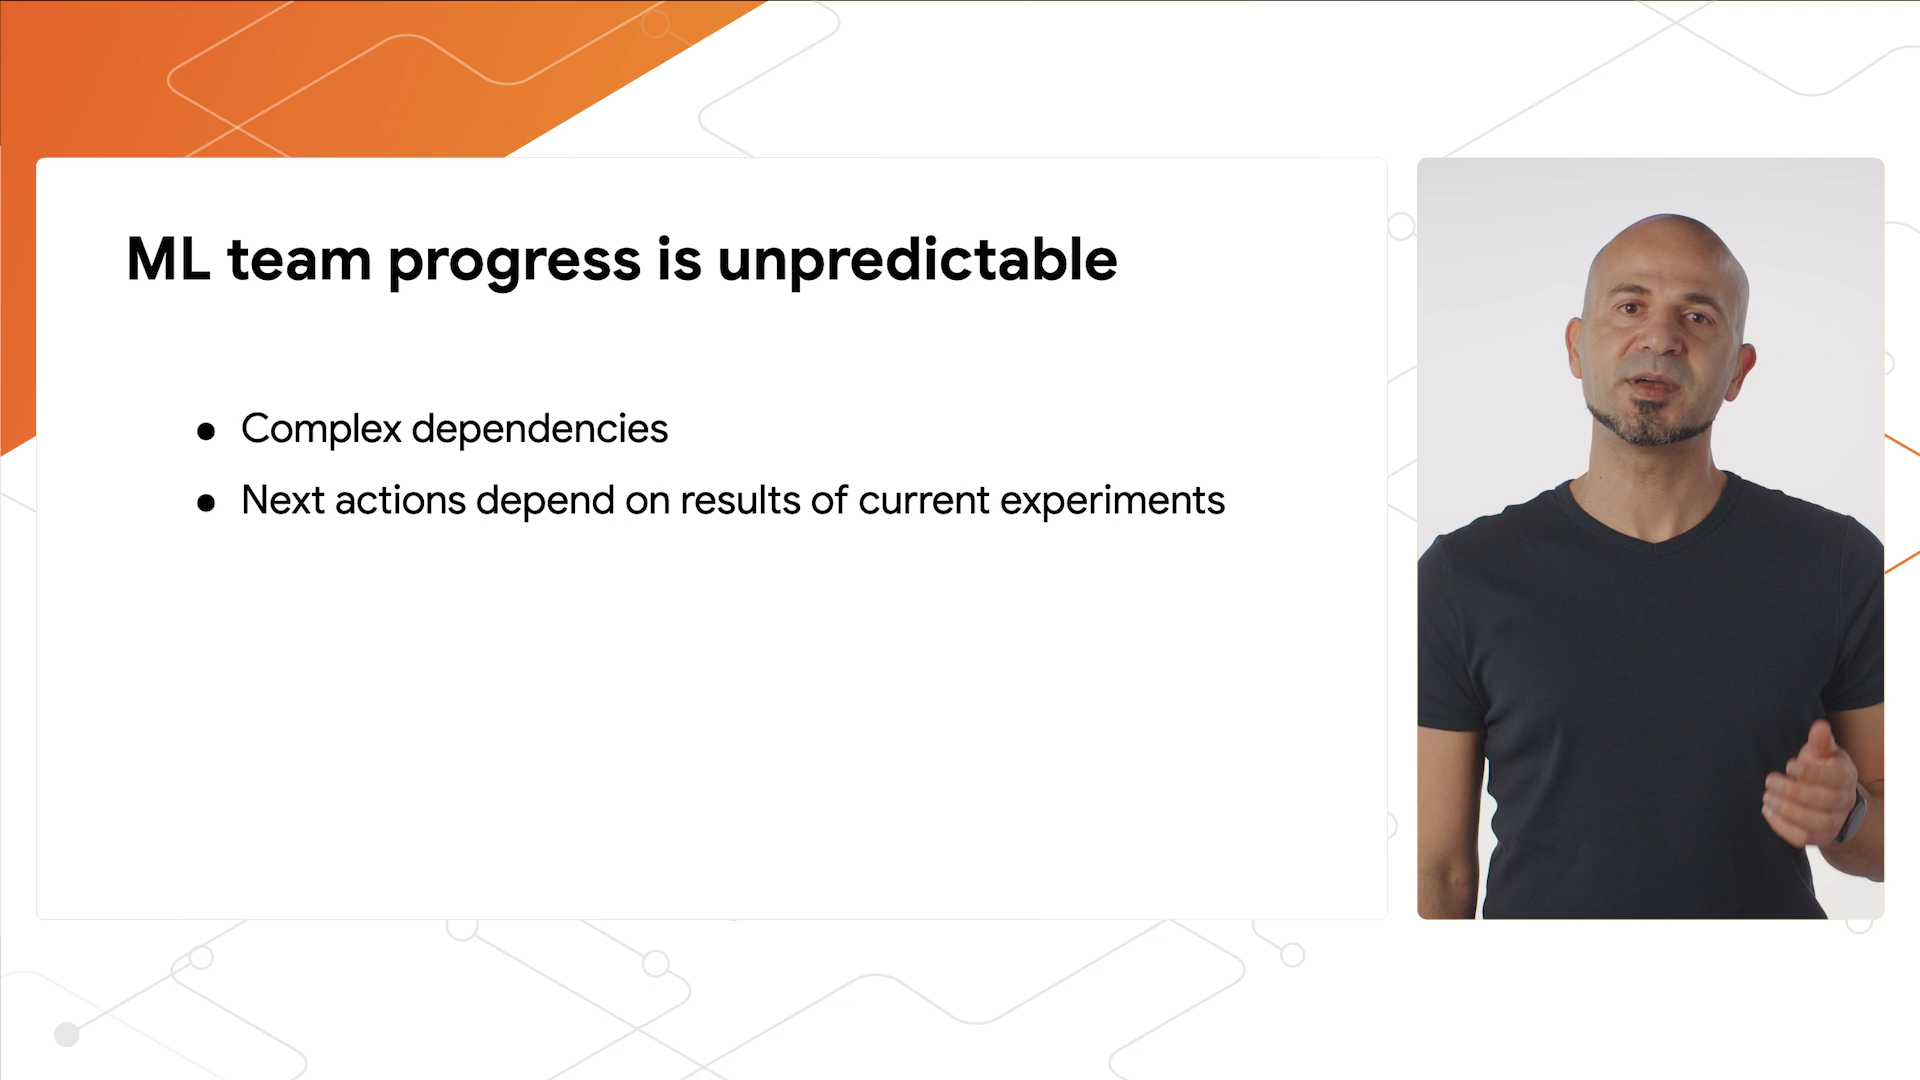 ML team progress is unpredictable
● Complex dependencies
● Next actions depend on results of current experiments